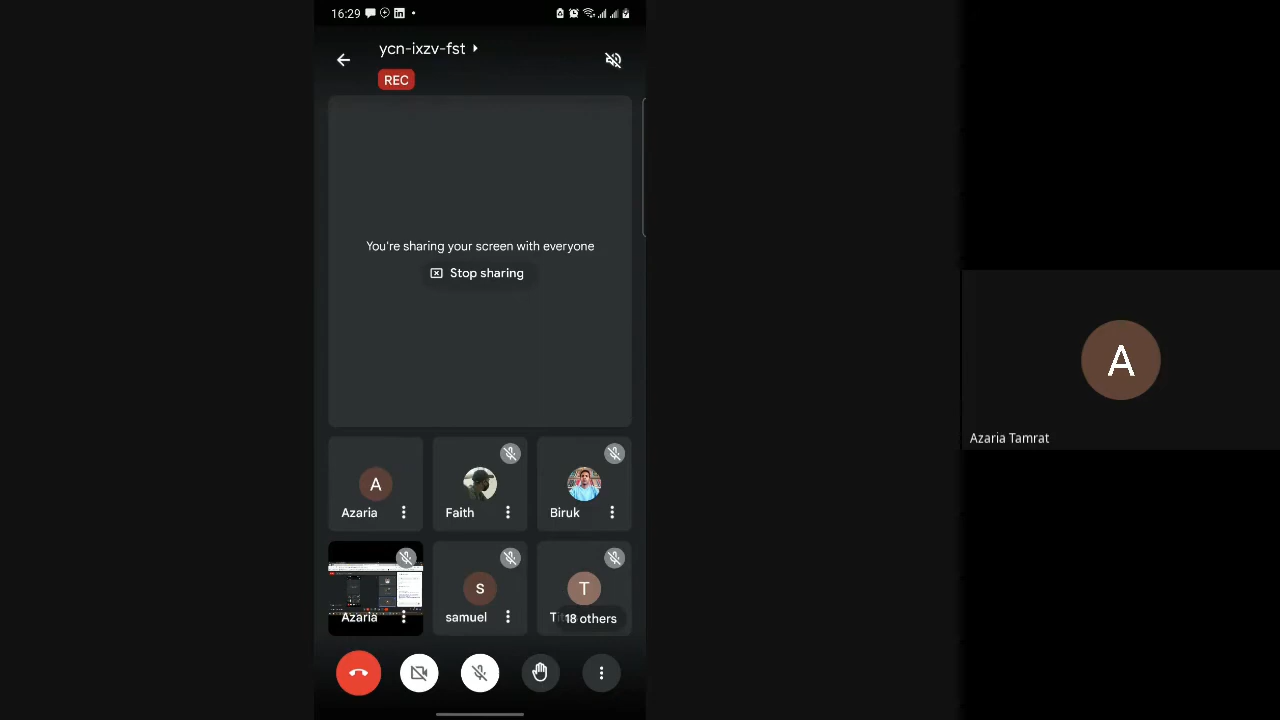 16:29
ycn-ixzv-fst
REC
You're sharing your screen with everyone
Stop sharing
A
Azaria
Faith
Biruk
Azaria
s
samuel
T
18 others
A
Azaria Tamrat